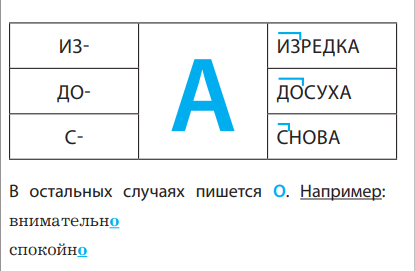 ИЗ- А ИЗРЕДКА
ДО- ДОСУХА
С- СНОВА
В остальных случаях пишется О. Например:
внимательно
спокойно